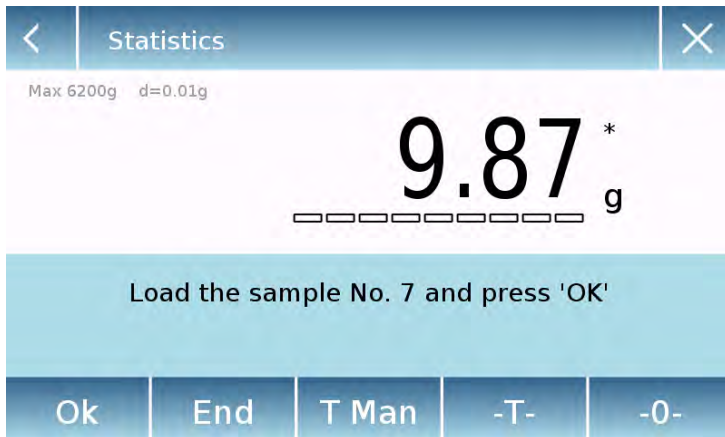 Statistics
Max 6200g d=0.01g
9.87 * g
Load the sample No. 7 and press 'OK'
Ok End T Man -T- -0-